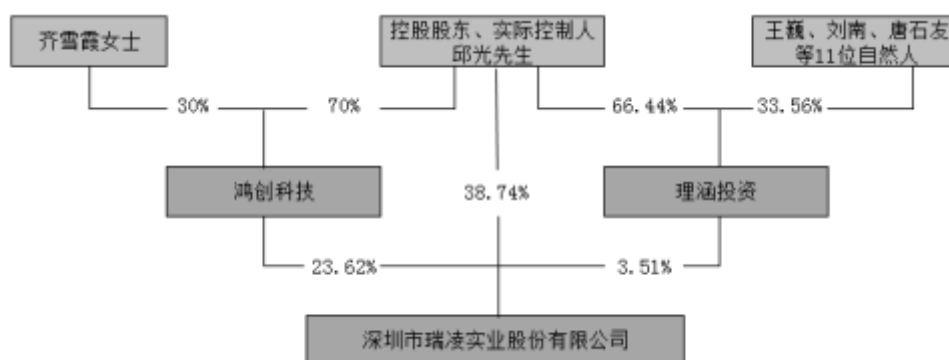 齐雪霞女士
控股股东、实际控制人
邱光先生
王巍、刘南、唐石友
等11位自然人
30%
70%
66.44%
33.56%
鸿创科技
38.74%
理涵投资
23.62%
3.51%
深圳市瑞凌实业股份有限公司